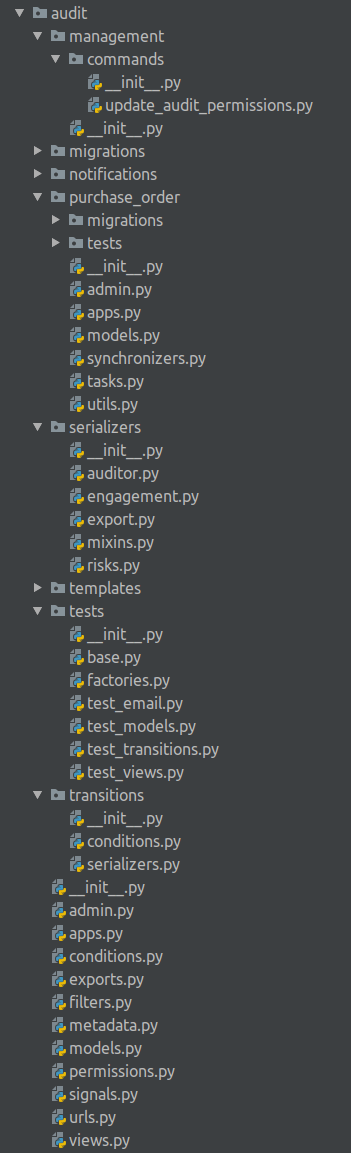 audit
management
commands
__init__.py
update_audit_permissions.py
__init__.py
migrations
notifications
purchase_order
migrations
tests
__init__.py
admin.py
apps.py
models.py
synchronizers.py
tasks.py
utils.py
serializers
__init__.py
auditor.py
engagement.py
export.py
mixins.py
risks.py
templates
tests
__init__.py
base.py
factories.py
test_email.py
test_models.py
test_transitions.py
test_views.py
transitions
__init__.py
conditions.py
serializers.py
__init__.py
admin.py
apps.py
conditions.py
exports.py
filters.py
metadata.py
models.py
permissions.py
signals.py
urls.py
views.py